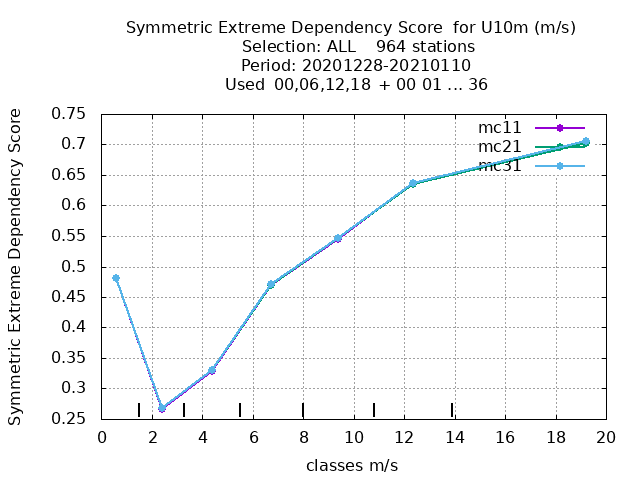 Symmetric Extreme Dependency Score for U10m (m/s)
Selection: ALL 964 stations
Period: 20201228-20210110
Used 00,06,12,18 + 00 01 ... 36
Symmetric Extreme Dependency Score
0.75
0.7
0.65
0.6
0.55
0.5
0.45
0.4
0.35
0.3
0.25
mc11
mc21
mc31
0 2 4 6 8 10 12 14 16 18 20
classes m/s